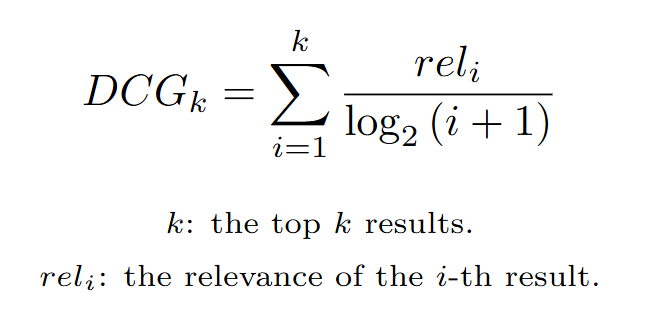 $DCG_k = \sum_{i=1}^{k} \frac{rel_i}{\log_2 (i+1)}$
k: the top k results.
rel_i: the relevance of the i-th result.